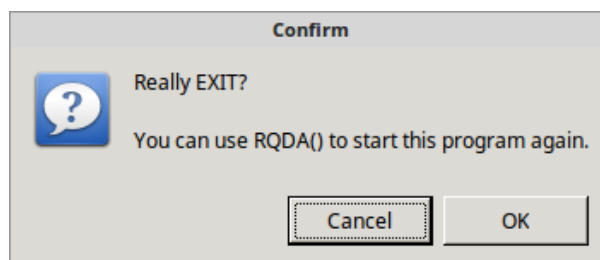 Confirm
Really EXIT?
You can use RQDA() to start this program again.
Cancel
OK